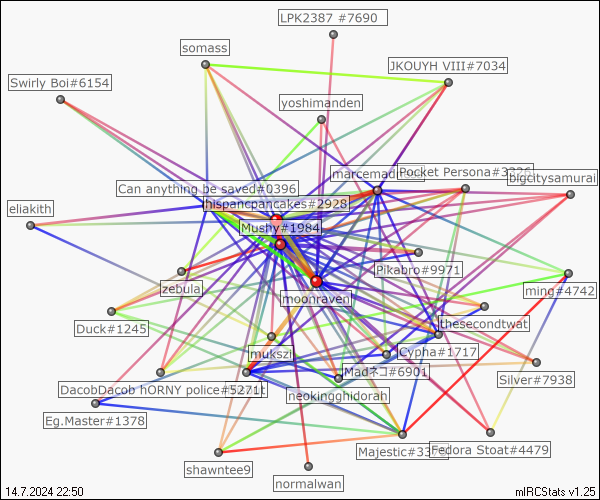 LPK2387 #7690
somass
JKOUYH VIII#7034
Swirly Boi#6154
yoshimanden
marcemad
Pocket Persona#3226
bigcitysamurai
Can anything be saved#0396
hispancpancakes#2928
eliakith
Mushy#1984
Pikabro#9971
zebula
moonraven
ming#4742
Duck#1245
thesecondtwat
mukszi
Cypha#1717
Madネコ#6901
DacobDacob hORNY police#5271t
Silver#7938
neokingghidorah
Eg.Master#1378
Majestic#33
Fedora Stoat#4479
shawntee9
normalwan
14.7.2024 22:50
mIRCStats v1.25